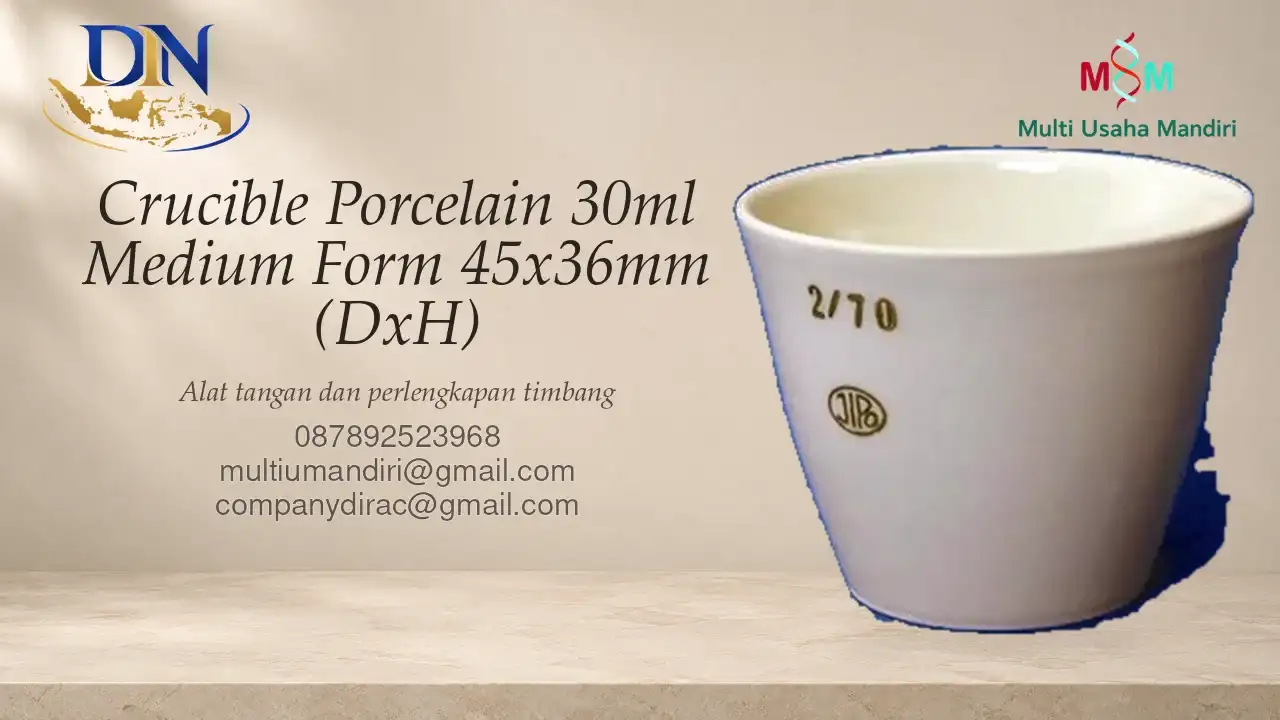 DN
MSM
Multi Usaha Mandiri
Crucible Porcelain 30ml
Medium Form 45x36mm
(DxH)
Alat tangan dan perlengkapan timbang
087892523968
multiumandiri@gmail.com
companydirac@gmail.com
2/70
JIPo